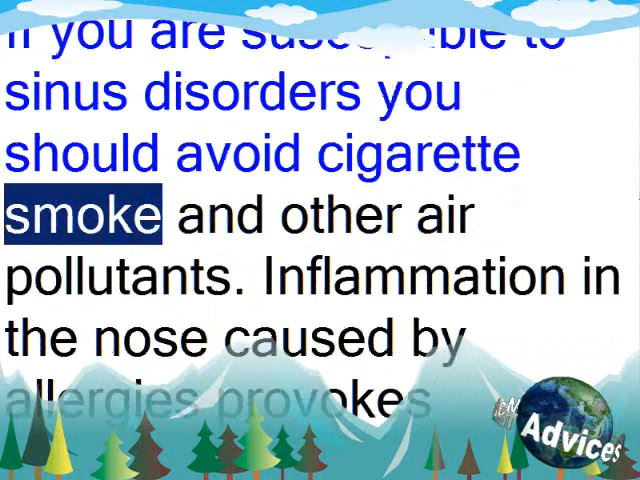 If you are susceptible to
sinus disorders you
should avoid cigarette
smoke and other air
pollutants. Inflammation in
the nose caused by
allergies provokes
Advices